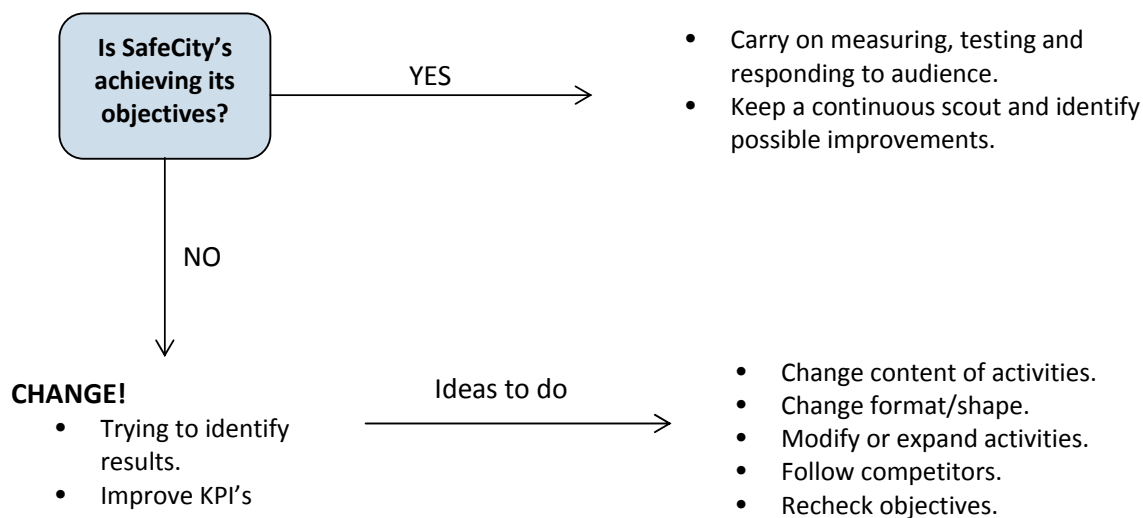 Is SafeCity’s
achieving its
objectives?
YES
• Carry on measuring, testing and
responding to audience.
• Keep a continuous scout and identify
possible improvements.
NO
CHANGE!
• Trying to identify
results.
• Improve KPI’s
Ideas to do
• Change content of activities.
• Change format/shape.
• Modify or expand activities.
• Follow competitors.
• Recheck objectives.